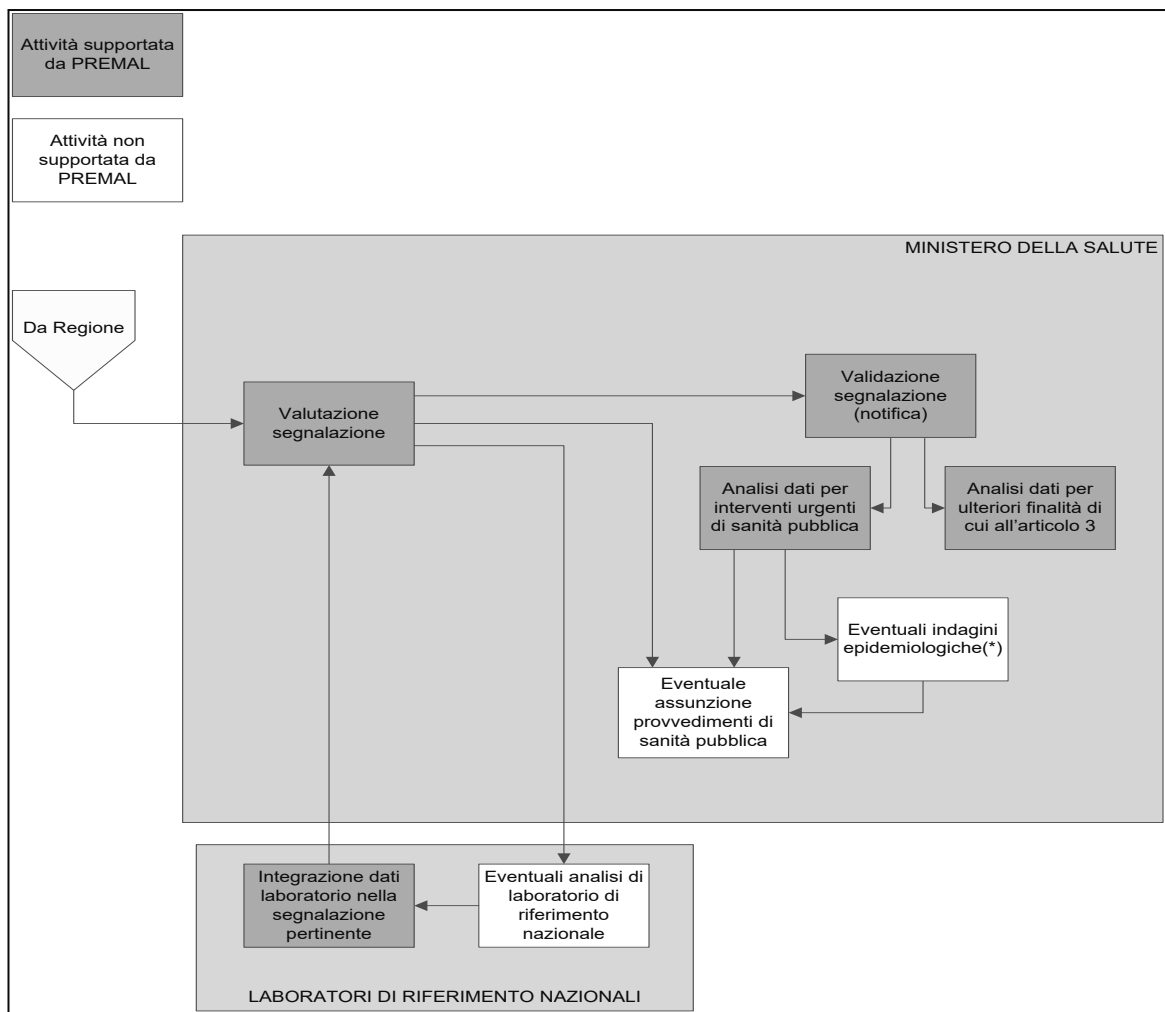 Attività supportata
da PREMAL
Attività non
supportata da
PREMAL
MINISTERO DELLA SALUTE
Da Regione
Valutazione
segnalazione
Validazione
segnalazione
(notifica)
Analisi dati per
interventi urgenti
di sanità pubblica
Analisi dati per
ulteriori finalità di
cui all'articolo 3
Eventuali indagini
epidemiologiche(*)
Eventuale
assunzione
provvedimenti di
sanità pubblica
Integrazione dati
laboratorio nella
segnalazione
pertinente
Eventuali analisi di
laboratorio di
riferimento
nazionale
LABORATORI DI RIFERIMENTO NAZIONALI